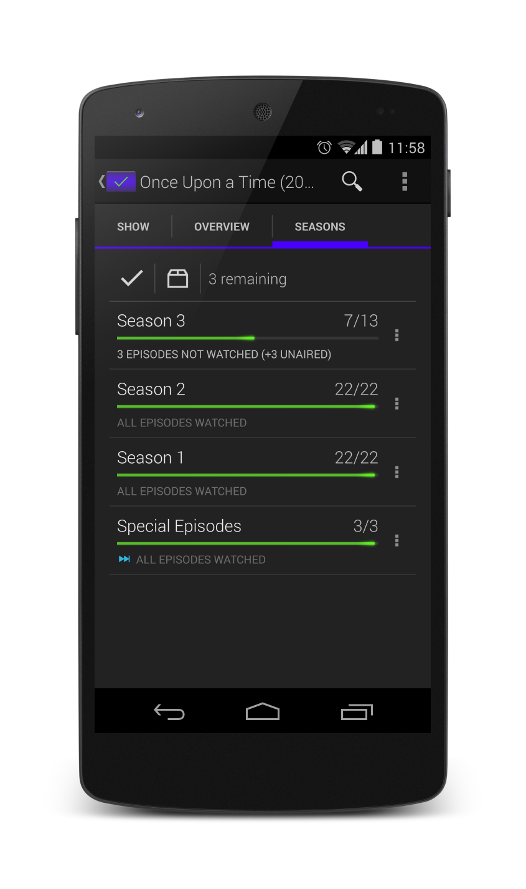 11:58
Once Upon a Time (20...
SHOW
OVERVIEW
SEASONS
3 remaining
Season 3
7/13
3 EPISODES NOT WATCHED (+3 UNAIRED)
Season 2
22/22
ALL EPISODES WATCHED
Season 1
22/22
ALL EPISODES WATCHED
Special Episodes
3/3
ALL EPISODES WATCHED